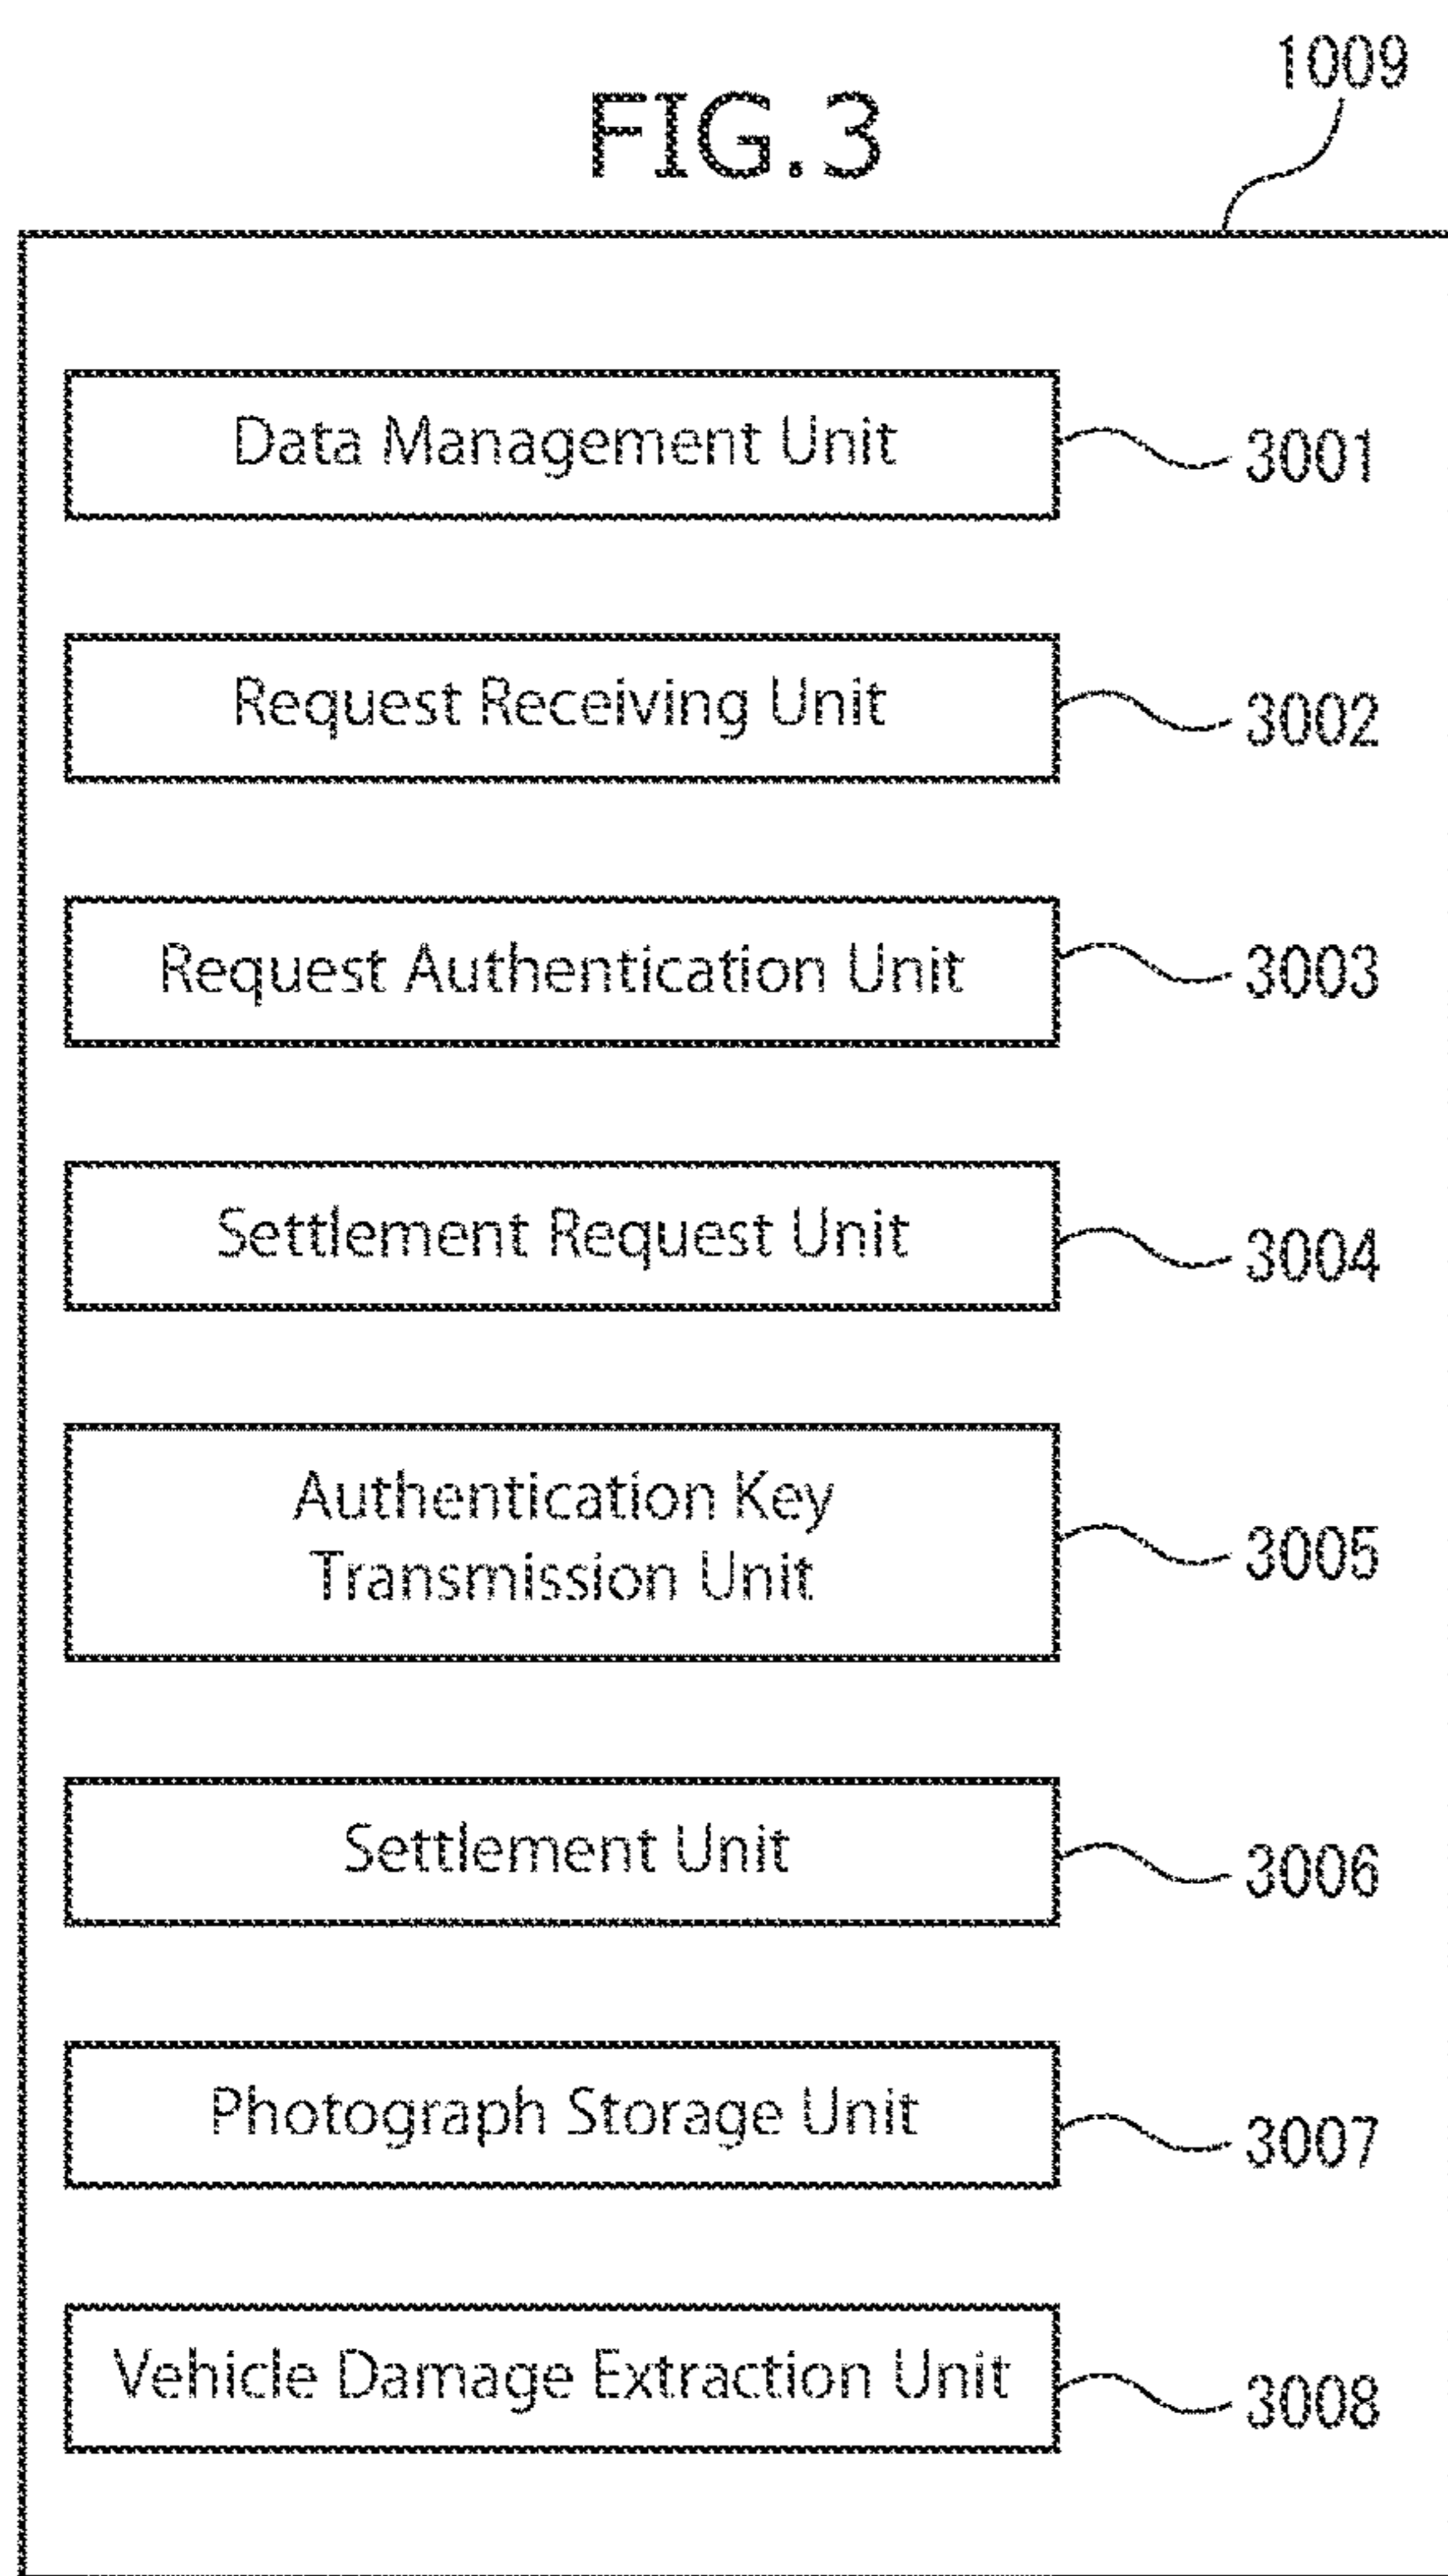 1009
FIG.3
Data Management Unit
3001
Request Receiving Unit
3002
Request Authentication Unit
3003
Settlement Request Unit
3004
Authentication Key
Transmission Unit
3005
Settlement Unit
3006
Photograph Storage Unit
3007
Vehicle Damage Extraction Unit
3008